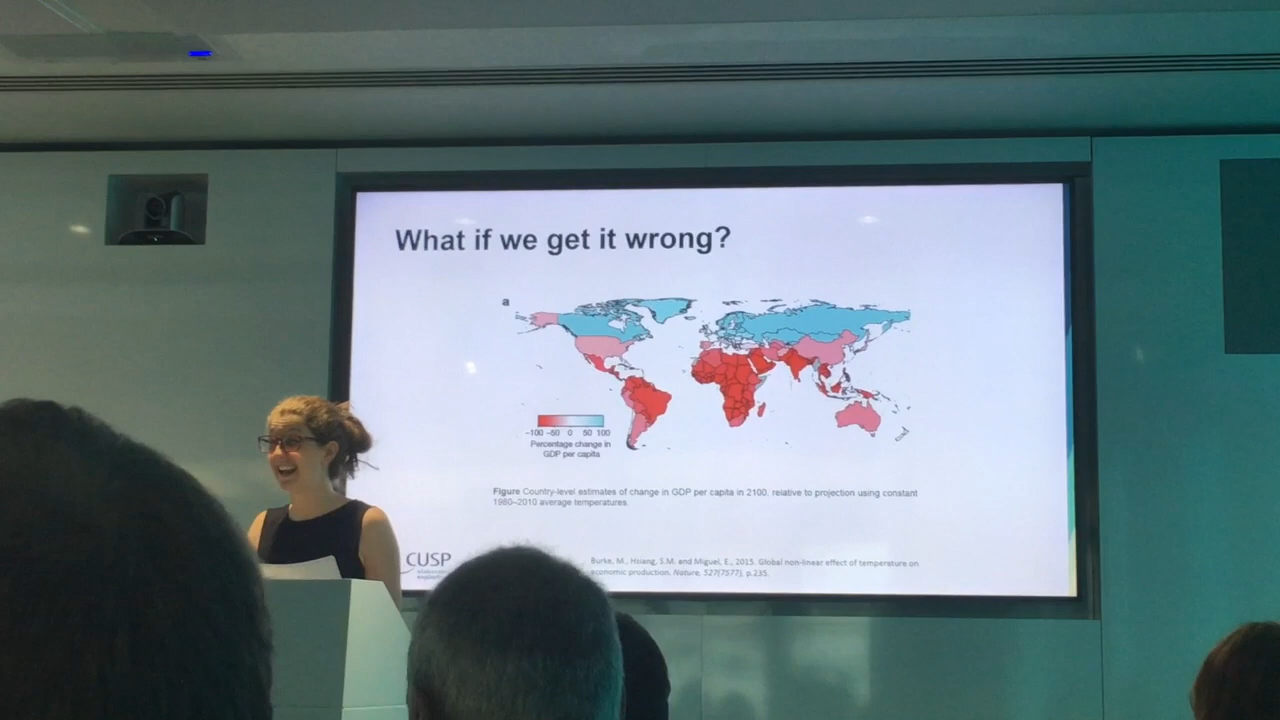 What if we get it wrong?
a
-100 -50 0 50 100
Percentage change in
GDP per capita
Figure Country-level estimates of change in GDP per capita in 2100, relative to projection using constant
1980–2010 average temperatures.
CUSP
Burke, M., Hsiang, S.M. and Miguel, E., 2015. Global non-linear effect of temperature on
economic production. Nature, 527(7577), p.235.